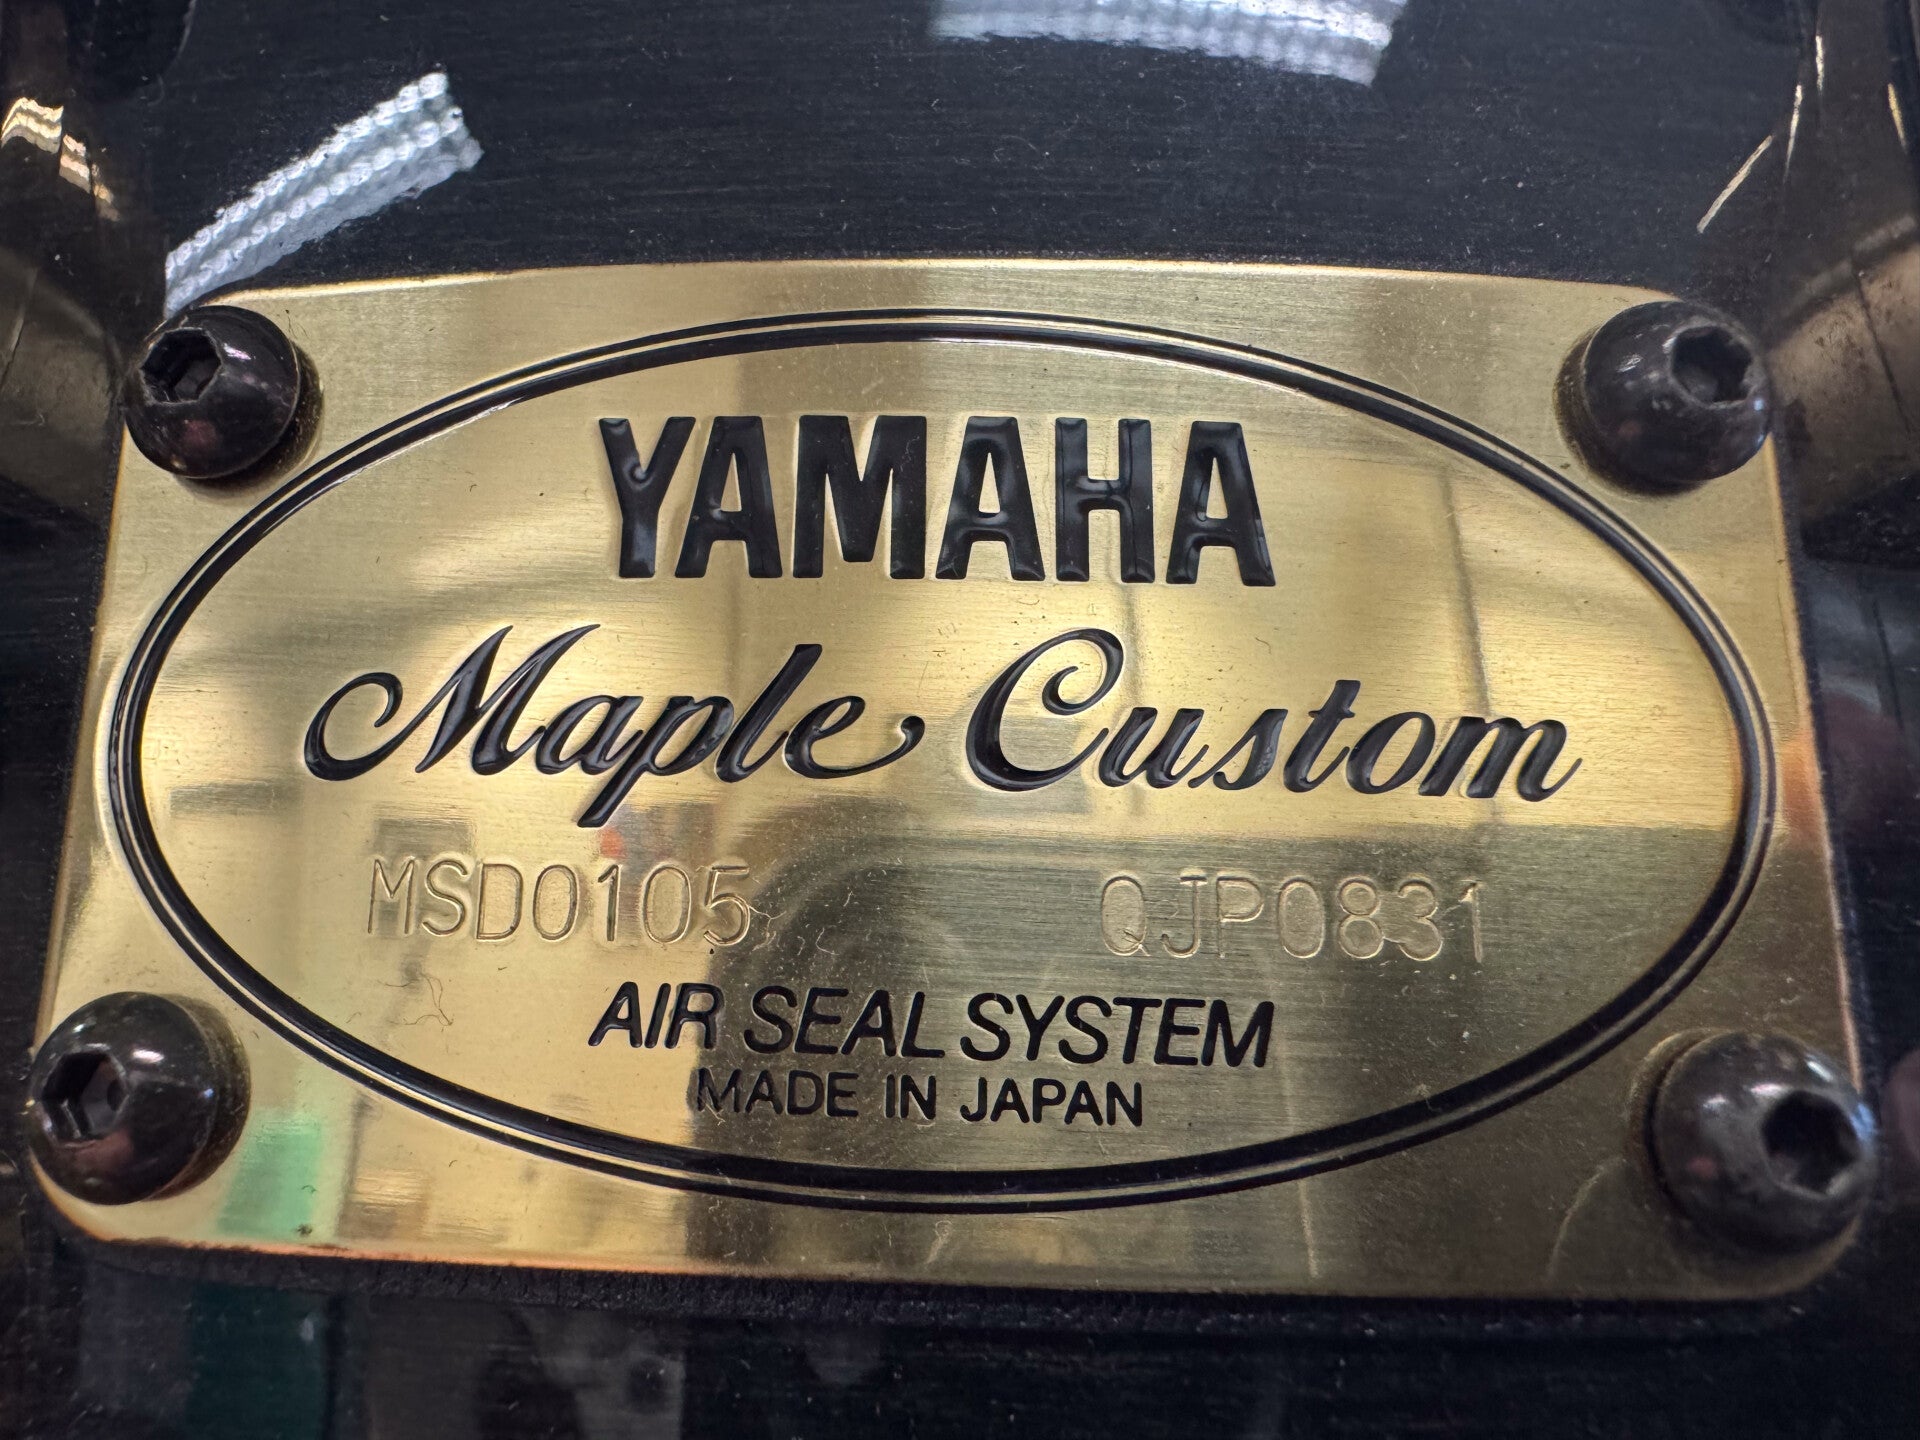 YAMAHA
Maple Custom
MSD0105 QJP0831
AIR SEAL SYSTEM
MADE IN JAPAN